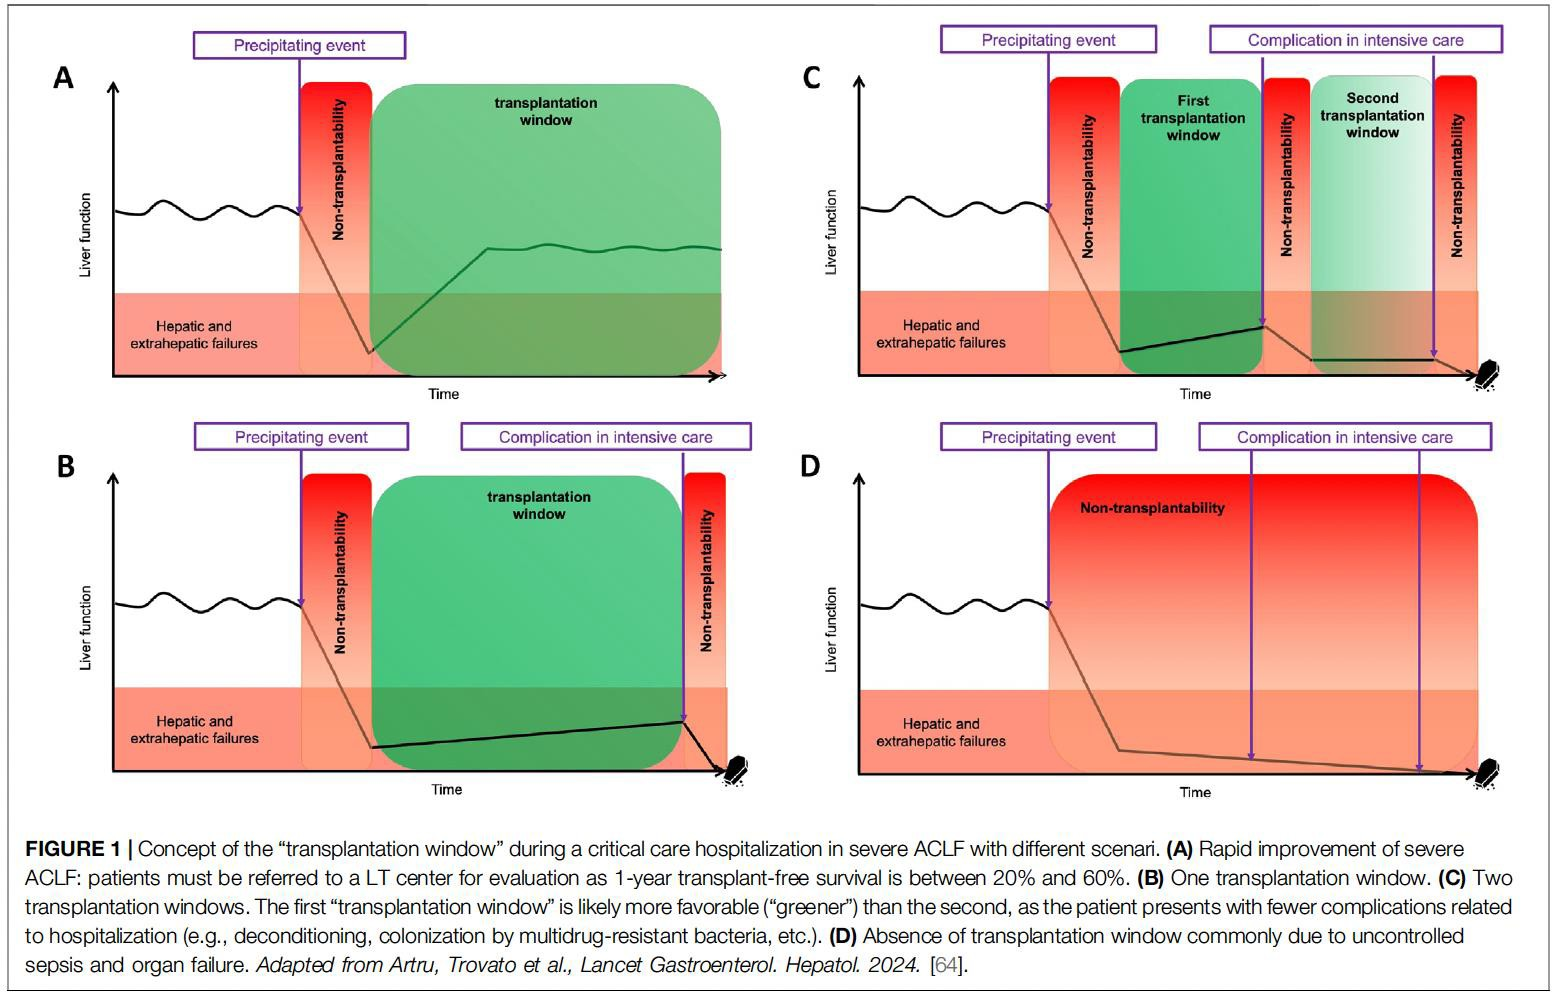 A
Precipitating event
Non-transplantability
transplantation
window
Liver function
Hepatic and
extrahepatic failures
Time
C
Precipitating event
Complication in intensive care
Non-transplantability
First
transplantation
window
Non-transplantability
Second
transplantation
window
Non-transplantability
Liver function
Hepatic and
extrahepatic failures
Time
B
Precipitating event
Complication in intensive care
Non-transplantability
transplantation
window
Non-transplantability
Liver function
Hepatic and
extrahepatic failures
Time
D
Precipitating event
Complication in intensive care
Non-transplantability
Liver function
Hepatic and
extrahepatic failures
Time
FIGURE 1 | Concept of the “transplantation window” during a critical care hospitalization in severe ACLF with different scenari. (A) Rapid improvement of severe
ACLF: patients must be referred to a LT center for evaluation as 1-year transplant-free survival is between 20% and 60%. (B) One transplantation window. (C) Two
transplantation windows. The first “transplantation window” is likely more favorable (“greener”) than the second, as the patient presents with fewer complications related
to hospitalization (e.g., deconditioning, colonization by multidrug-resistant bacteria, etc.). (D) Absence of transplantation window commonly due to uncontrolled
sepsis and organ failure. Adapted from Artru, Trovato et al., Lancet Gastroenterol. Hepatol. 2024. [64].